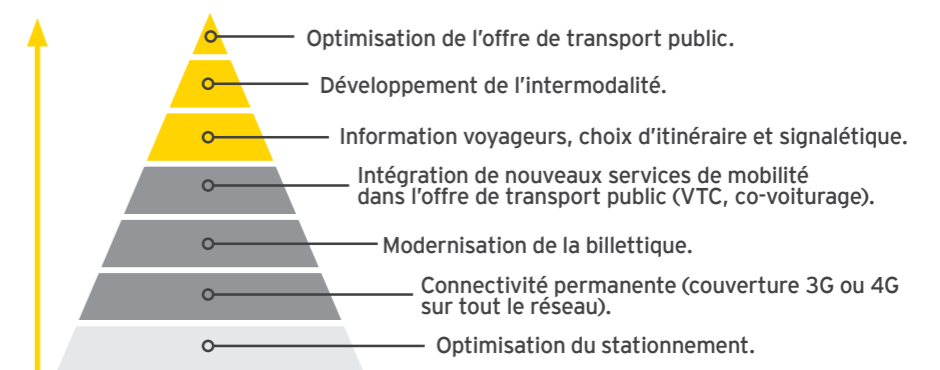 Optimisation de l'offre de transport public.
Développement de l'intermodalité.
Information voyageurs, choix d'itinéraire et signalétique.
Intégration de nouveaux services de mobilité
dans l'offre de transport public (VTC, co-voiturage).
Modernisation de la billettique.
Connectivité permanente (couverture 3G ou 4G
sur tout le réseau).
Optimisation du stationnement.